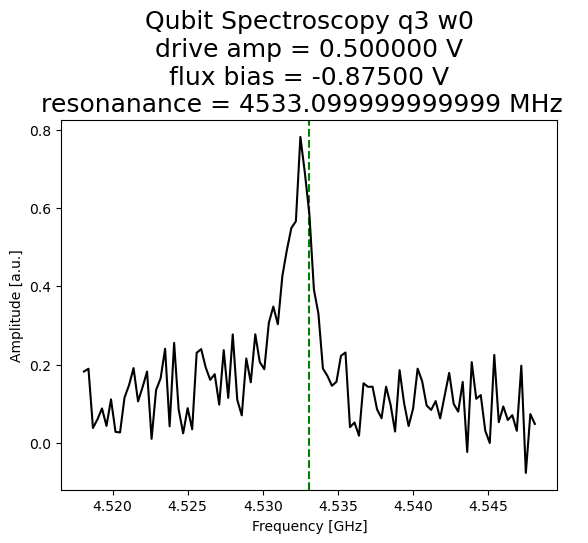 Qubit Spectroscopy q3 w0
drive amp = 0.500000 V
flux bias = -0.87500 V
resonanance = 4533.099999999999 MHz
0.8
0.6
0.4
0.2
0.0
Amplitude [a.u.]
4.520 4.525 4.530 4.535 4.540 4.545
Frequency [GHz]